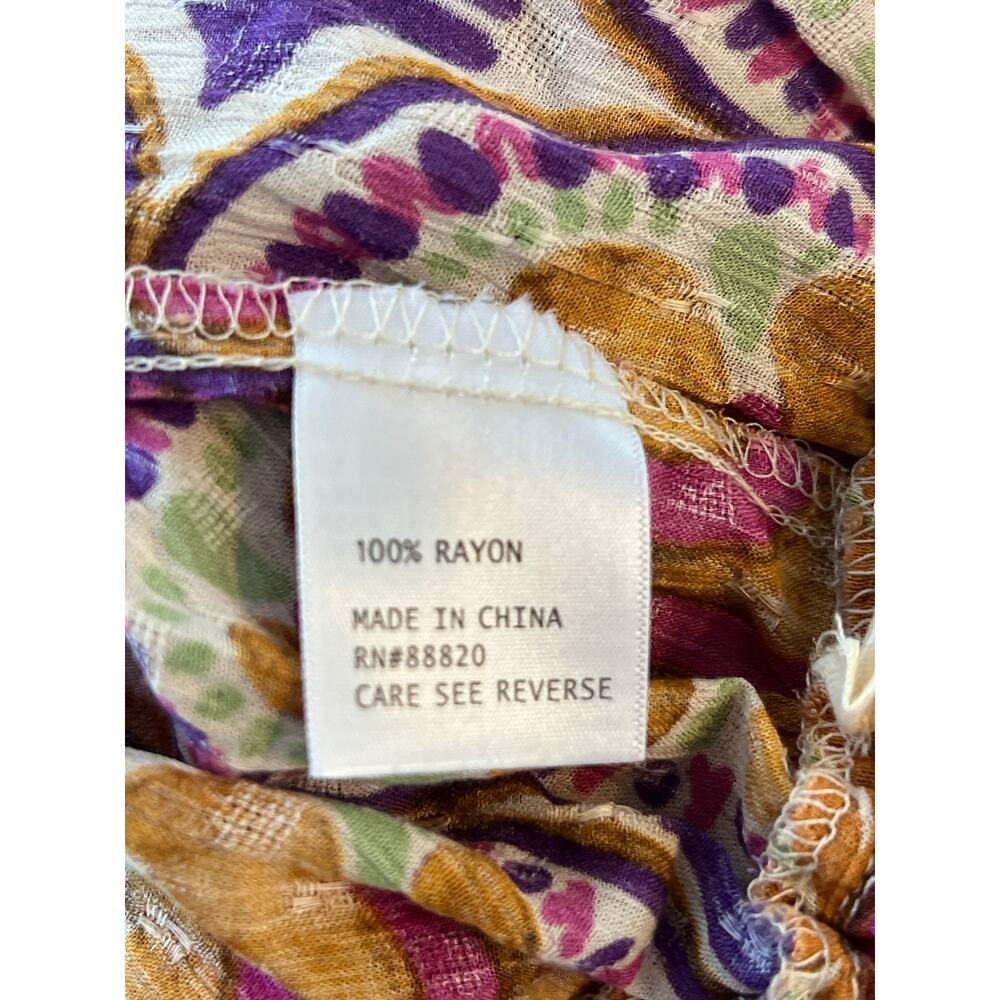 100% RAYON
MADE IN CHINA
RN#88820
CARE SEE REVERSE